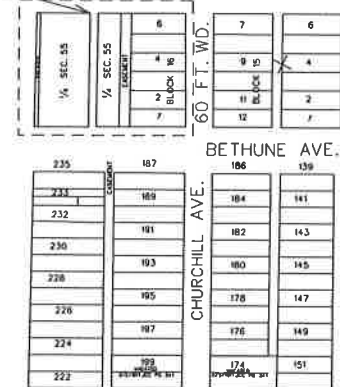 6 7 6
1/4 SEC. 55
1/4 SEC. 55
EASEMENT
4 BLOCK 16 9 BLOCK 15 4
2 11 2
7 12 7
60 FT. WD.
BETHUNE AVE.
235 187 186 139
EASEMENT
233 189 184 141
232 191 182 143
230 193 180 145
228 195 178 147
226 197 176 149
224 199 174 151
222 VACATED
CHURCHILL AVE.